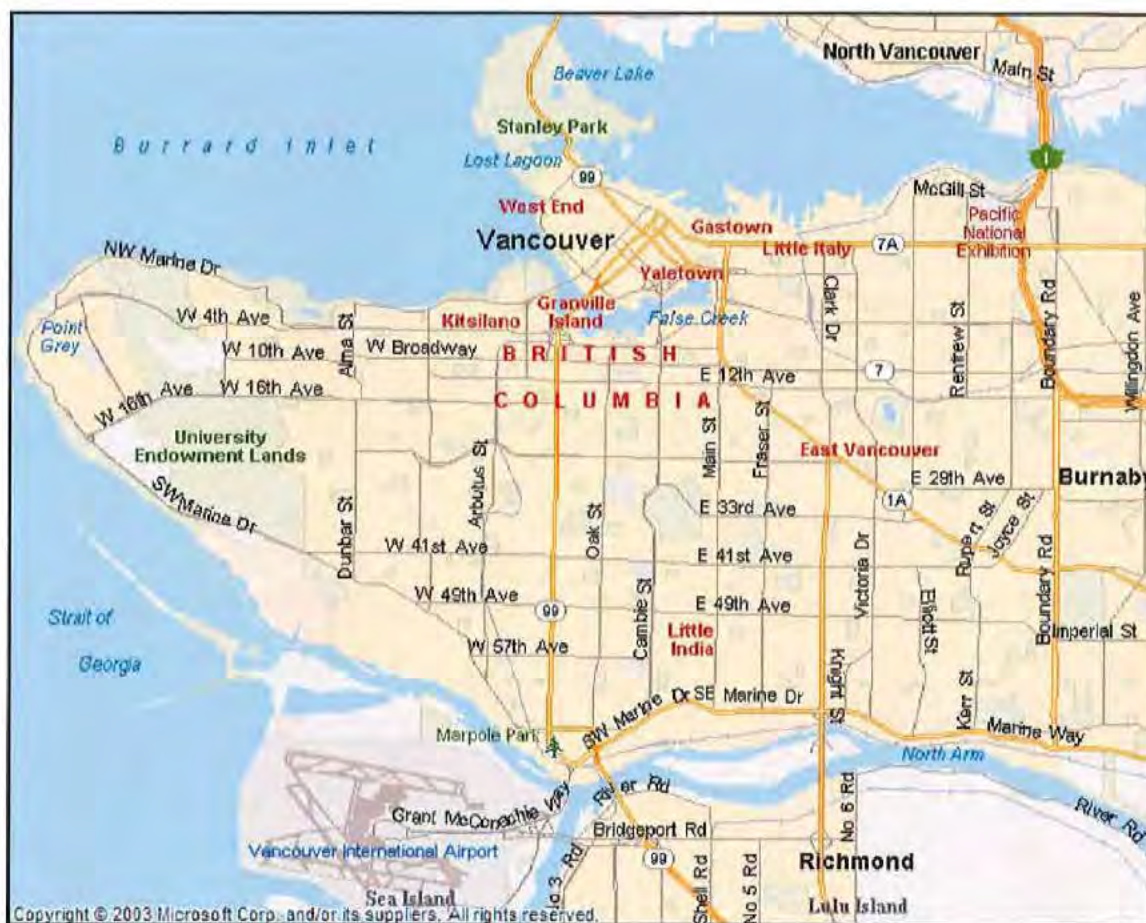 North Vancouver
Main St
Beaver Lake
Stanley Park
Burrard Inlet
Lost Lagoon
99
1
McGill St
West End
Pacific
National
Exhibition
Gastown
Vancouver
Little Italy
7A
NW Marine Dr
Yaletown
Clark Dr
Renfrew St
Boundary Rd
Willingdon Ave
Granville
Island
Kitsilano
False Creek
W 4th Ave
Point
Grey
Alma St
W 10th Ave
W Broadway
BRITISH
E 12th Ave
7
W 16th Ave
W 16th Ave
COLUMBIA
Main St
Fraser St
University
Endowment Lands
East Vancouver
Arbutus St
E 29th Ave
Burnaby
SW Marine Dr
1A
E 33rd Ave
Rupert St
Joyce St
Oak St
Dunbar St
W 41st Ave
E 41st Ave
Victoria Dr
Boundary Rd
W 49th Ave
99
Cambie St
E 49th Ave
Elliott St
Imperial St
Strait of
Georgia
Little
India
W 57th Ave
Knight St
Kerr St
SW Marine Dr
SE Marine Dr
Marine Way
Marpole Park
North Arm
River Rd
River Rd
Grant McConachie Way
Bridgeport Rd
No 6 Rd
Vancouver International Airport
99
Richmond
Sea Island
No 3 Rd
Shell Rd
No 5 Rd
Lulu Island
Copyright © 2003 Microsoft Corp. and/or its suppliers. All rights reserved.